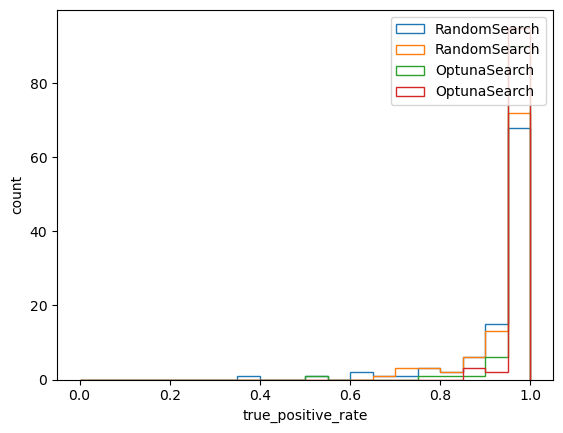 RandomSearch
RandomSearch
OptunaSearch
OptunaSearch
80
60
40
20
0
count
0.0 0.2 0.4 0.6 0.8 1.0
true_positive_rate